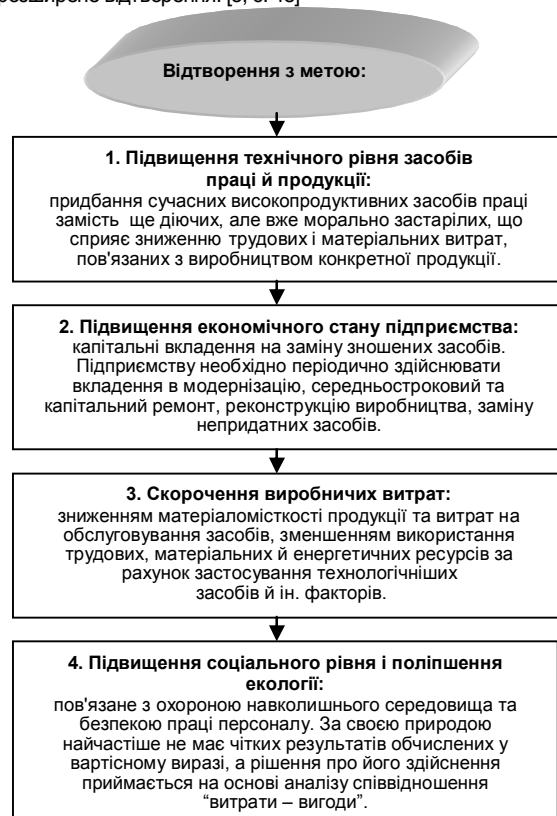 розширено відтворення. [3, с. 48]
Відтворення з метою:
1. Підвищення технічного рівня засобів
праці й продукції:
придбання сучасних високопродуктивних засобів праці
замість ще діючих, але вже морально застарілих, що
сприяє зниженню трудових і матеріальних витрат,
пов'язаних з виробництвом конкретної продукції.
2. Підвищення економічного стану підприємства:
капітальні вкладення на заміну зношених засобів.
Підприємству необхідно періодично здійснювати
вкладення в модернізацію, середньостроковий та
капітальний ремонт, реконструкцію виробництва, заміну
непридатних засобів.
3. Скорочення виробничих витрат:
зниженням матеріаломісткості продукції та витрат на
обслуговування засобів, зменшенням використання
трудових, матеріальних й енергетичних ресурсів за
рахунок застосування технологічніших
засобів й ін. факторів.
4. Підвищення соціального рівня і поліпшення
екології:
пов'язане з охороною навколишнього середовища та
безпекою праці персоналу. За своєю природою
найчастіше не має чітких результатів обчислених у
вартісному виразі, а рішення про його здійснення
приймається на основі аналізу співвідношення
“витрати – вигоди”.